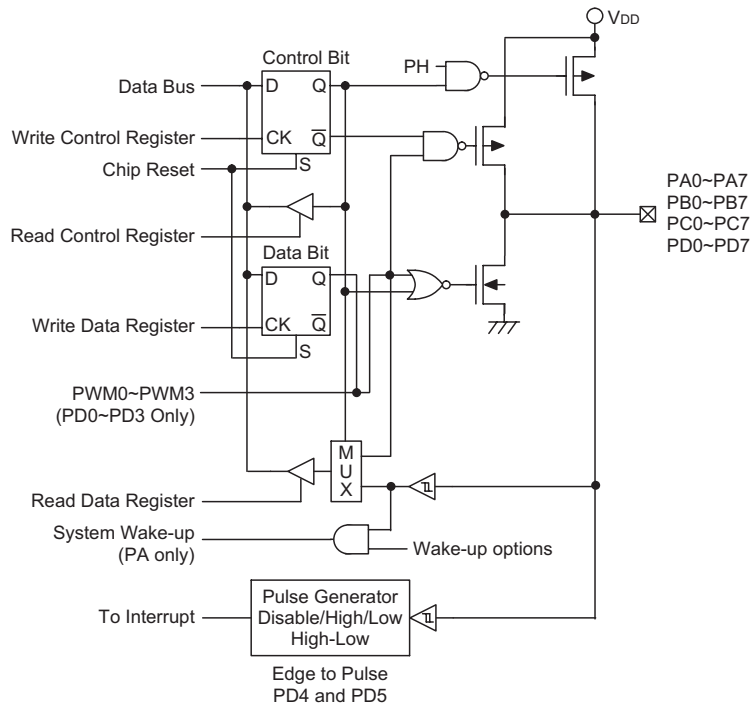 VDD
Control Bit
PH
Data Bus
D
Q
Write Control Register
CK
Q
Chip Reset
S
PA0~PA7
PB0~PB7
PC0~PC7
PD0~PD7
Read Control Register
Data Bit
D
Q
Write Data Register
CK
Q
S
PWM0~PWM3
(PD0~PD3 Only)
M
U
X
Read Data Register
System Wake-up
(PA only)
Wake-up options
To Interrupt
Pulse Generator
Disable/High/Low
High-Low
Edge to Pulse
PD4 and PD5